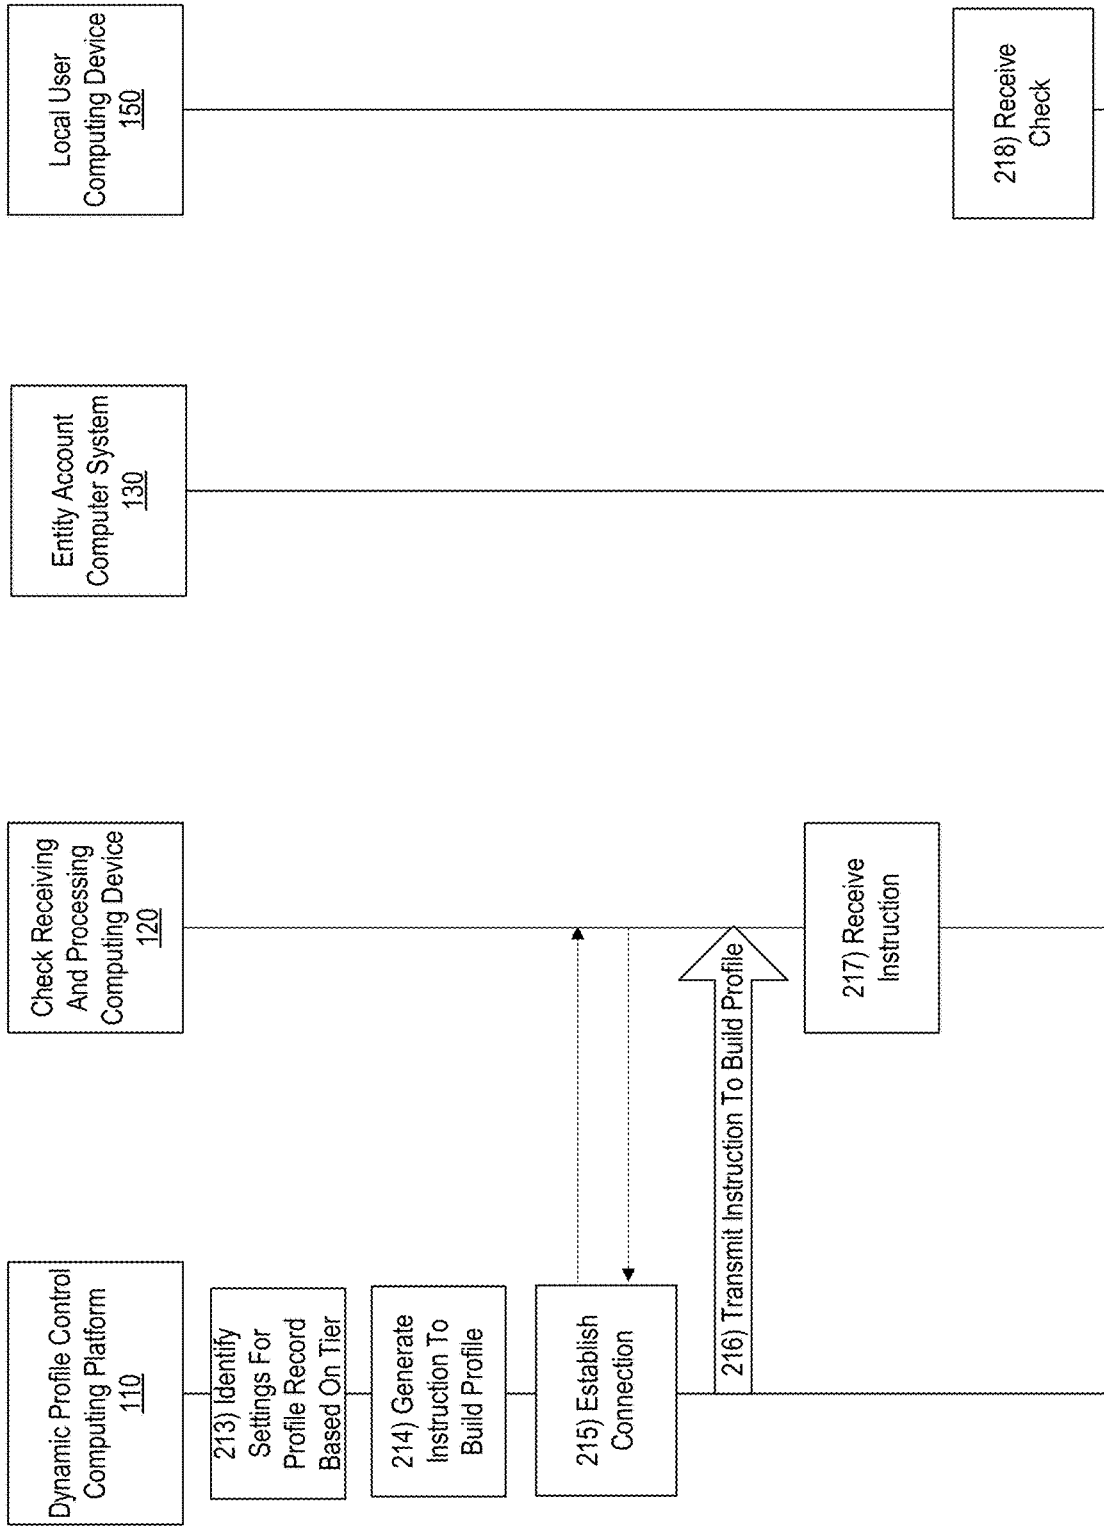 Dynamic Profile Control
Computing Platform
110
Check Receiving
And Processing
Computing Device
120
Entity Account
Computer System
130
Local User
Computing Device
150
213) Identify
Settings For
Profile Record
Based On Tier
214) Generate
Instruction To
Build Profile
215) Establish
Connection
216) Transmit Instruction To Build Profile
217) Receive
Instruction
218) Receive
Check